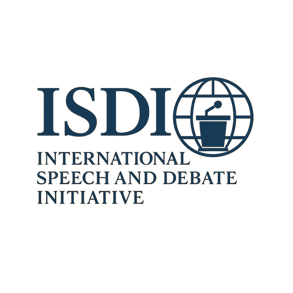 ISDI
INTERNATIONAL
SPEECH AND DEBATE
INITIATIVE